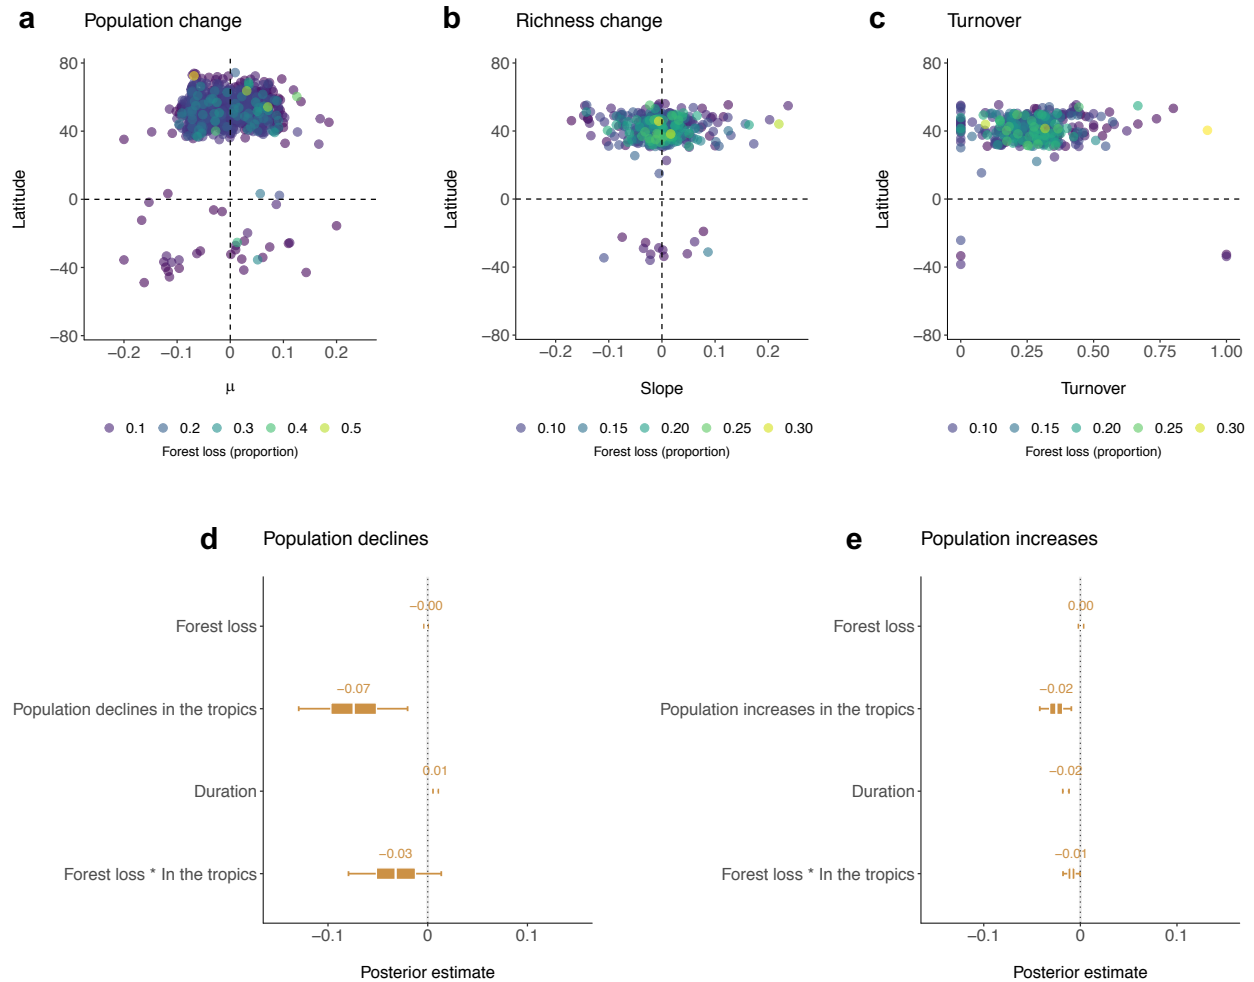 a Population change
80
40
0
−40
−80
Latitude
−0.2 −0.1 0 0.1 0.2
μ
0.1 0.2 0.3 0.4 0.5
Forest loss (proportion)
b Richness change
80
40
0
−40
−80
Latitude
−0.2 −0.1 0 0.1 0.2
Slope
0.10 0.15 0.20 0.25 0.30
Forest loss (proportion)
c Turnover
80
40
0
−40
−80
Latitude
0 0.25 0.50 0.75 1.00
Turnover
0.10 0.15 0.20 0.25 0.30
Forest loss (proportion)
d Population declines
−0.00
Forest loss
−0.07
Population declines in the tropics
0.01
Duration
−0.03
Forest loss * In the tropics
−0.1 0 0.1
Posterior estimate
e Population increases
0.00
Forest loss
−0.02
Population increases in the tropics
−0.02
Duration
−0.01
Forest loss * In the tropics
−0.1 0 0.1
Posterior estimate